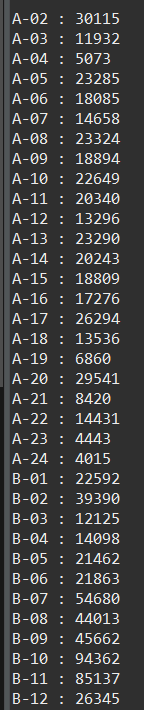 A-02 : 30115
A-03 : 11932
A-04 : 5073
A-05 : 23285
A-06 : 18085
A-07 : 14658
A-08 : 23324
A-09 : 18894
A-10 : 22649
A-11 : 20340
A-12 : 13296
A-13 : 23290
A-14 : 20243
A-15 : 18809
A-16 : 17276
A-17 : 26294
A-18 : 13536
A-19 : 6860
A-20 : 29541
A-21 : 8420
A-22 : 14431
A-23 : 4443
A-24 : 4015
B-01 : 22592
B-02 : 39390
B-03 : 12125
B-04 : 14098
B-05 : 21462
B-06 : 21863
B-07 : 54680
B-08 : 44013
B-09 : 45662
B-10 : 94362
B-11 : 85137
B-12 : 26345